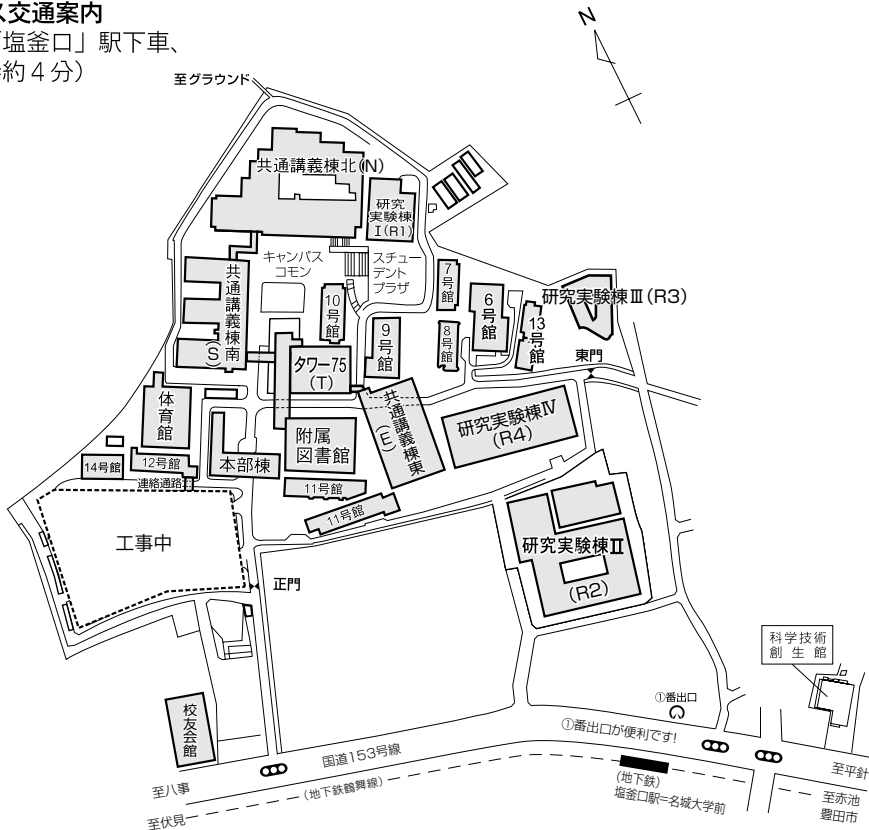 ス交通案内
「塩釜口」駅下車、
約4分）
N
至グラウンド
共通講義棟北(N)
研究
実験棟
Ⅰ(R1)
キャンパス
コモン
スチュー
デント
プラザ
共通講義棟南
(S)
10号館
7号館
6号館
研究実験棟Ⅲ(R3)
13号館
9号館
8号館
東門
タワー75
(T)
体育館
共通講義棟東
(E)
研究実験棟Ⅳ
(R4)
附属
図書館
本部棟
14号館
12号館
連絡通路
11号館
11号館
工事中
研究実験棟Ⅱ
(R2)
正門
科学技術
創生館
校友会館
①番出口
①番出口が便利です!
国道153号線
至八事
(地下鉄鶴舞線)
至伏見
(地下鉄)
塩釜口駅=名城大学前
至平針
至赤池
豊田市